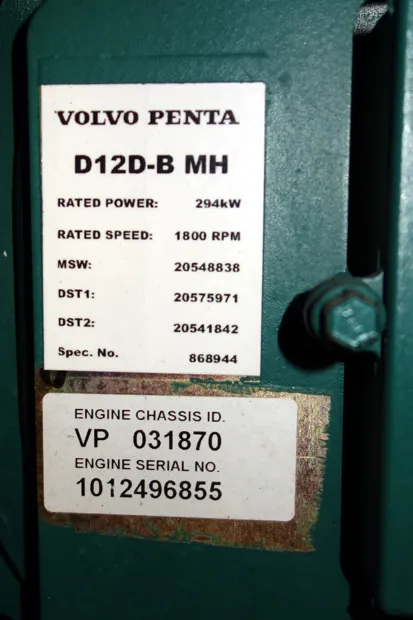 VOLVO PENTA
D12D-B MH
RATED POWER: 294kW
RATED SPEED: 1800 RPM
MSW: 20548838
DST1: 20575971
DST2: 20541842
Spec. No. 868944
ENGINE CHASSIS ID.
VP 031870
ENGINE SERIAL NO.
1012496855